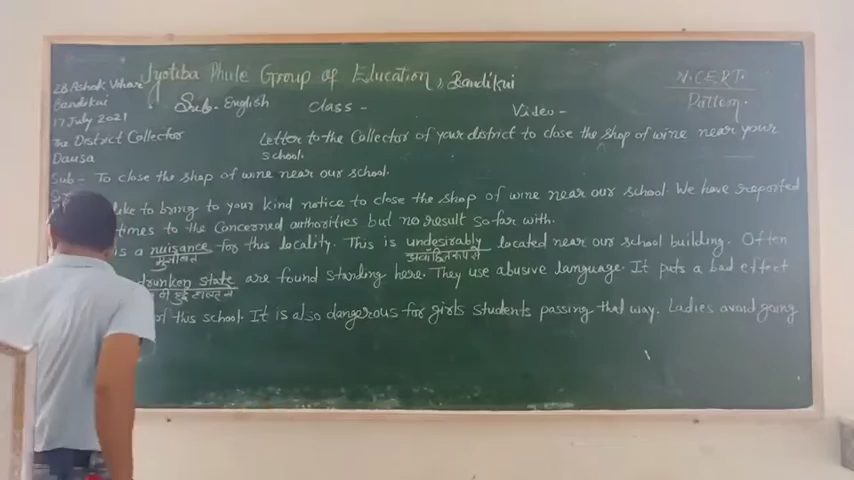 Jyotiba Phule Group of Education, Bandikui
N.C.E.R.T.
Pattern
28 Ashok Vihar
Bandikui
17 July 2021
Sub- English Class - Video -
The District Collector
Dausa
Letter to the Collector of your district to close the shop of wine near your
school.
Sub- To close the shop of wine near our school.
like to bring to your kind notice to close the shop of wine near our school. We have reported
times to the concerned authorities but no result so far with.
is a nuisance for this locality. This is undesirably located near our school building. Often
मुसीबत अवांछित रूप से
drunken state are found standing here. They use abusive language. It puts a bad effect
हुई हालत में
of this school. It is also dangerous for girls students passing that way. Ladies avoid going